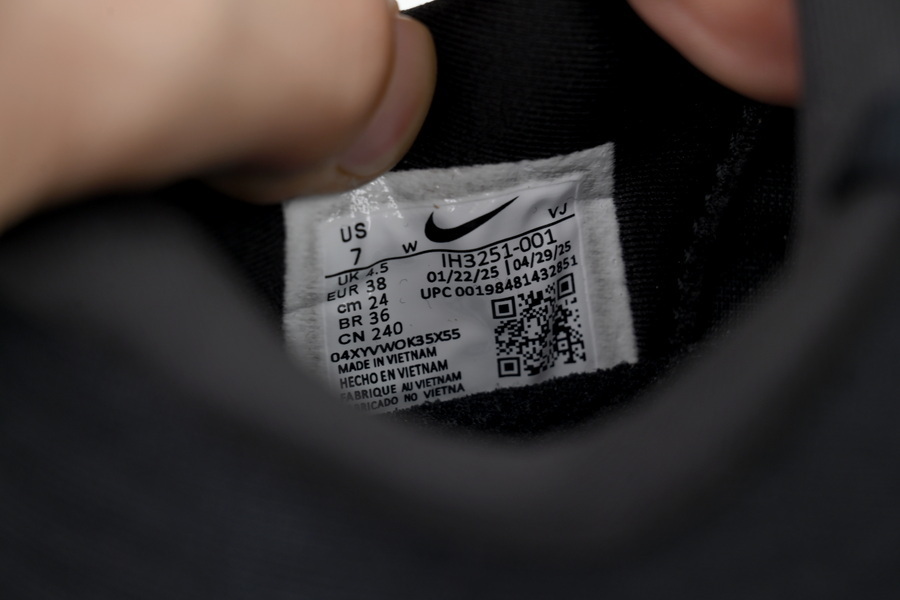 US
7 W VJ
UK 4.5 IH3251-001
EUR 38 01/22/25 | 04/29/25
cm 24 UPC 00198481432851
BR 36
CN 240
04XYVWOK35X55
MADE IN VIETNAM
HECHO EN VIETNAM
FABRIQUE AU VIETNAM
FABRICADO NO VIETNA